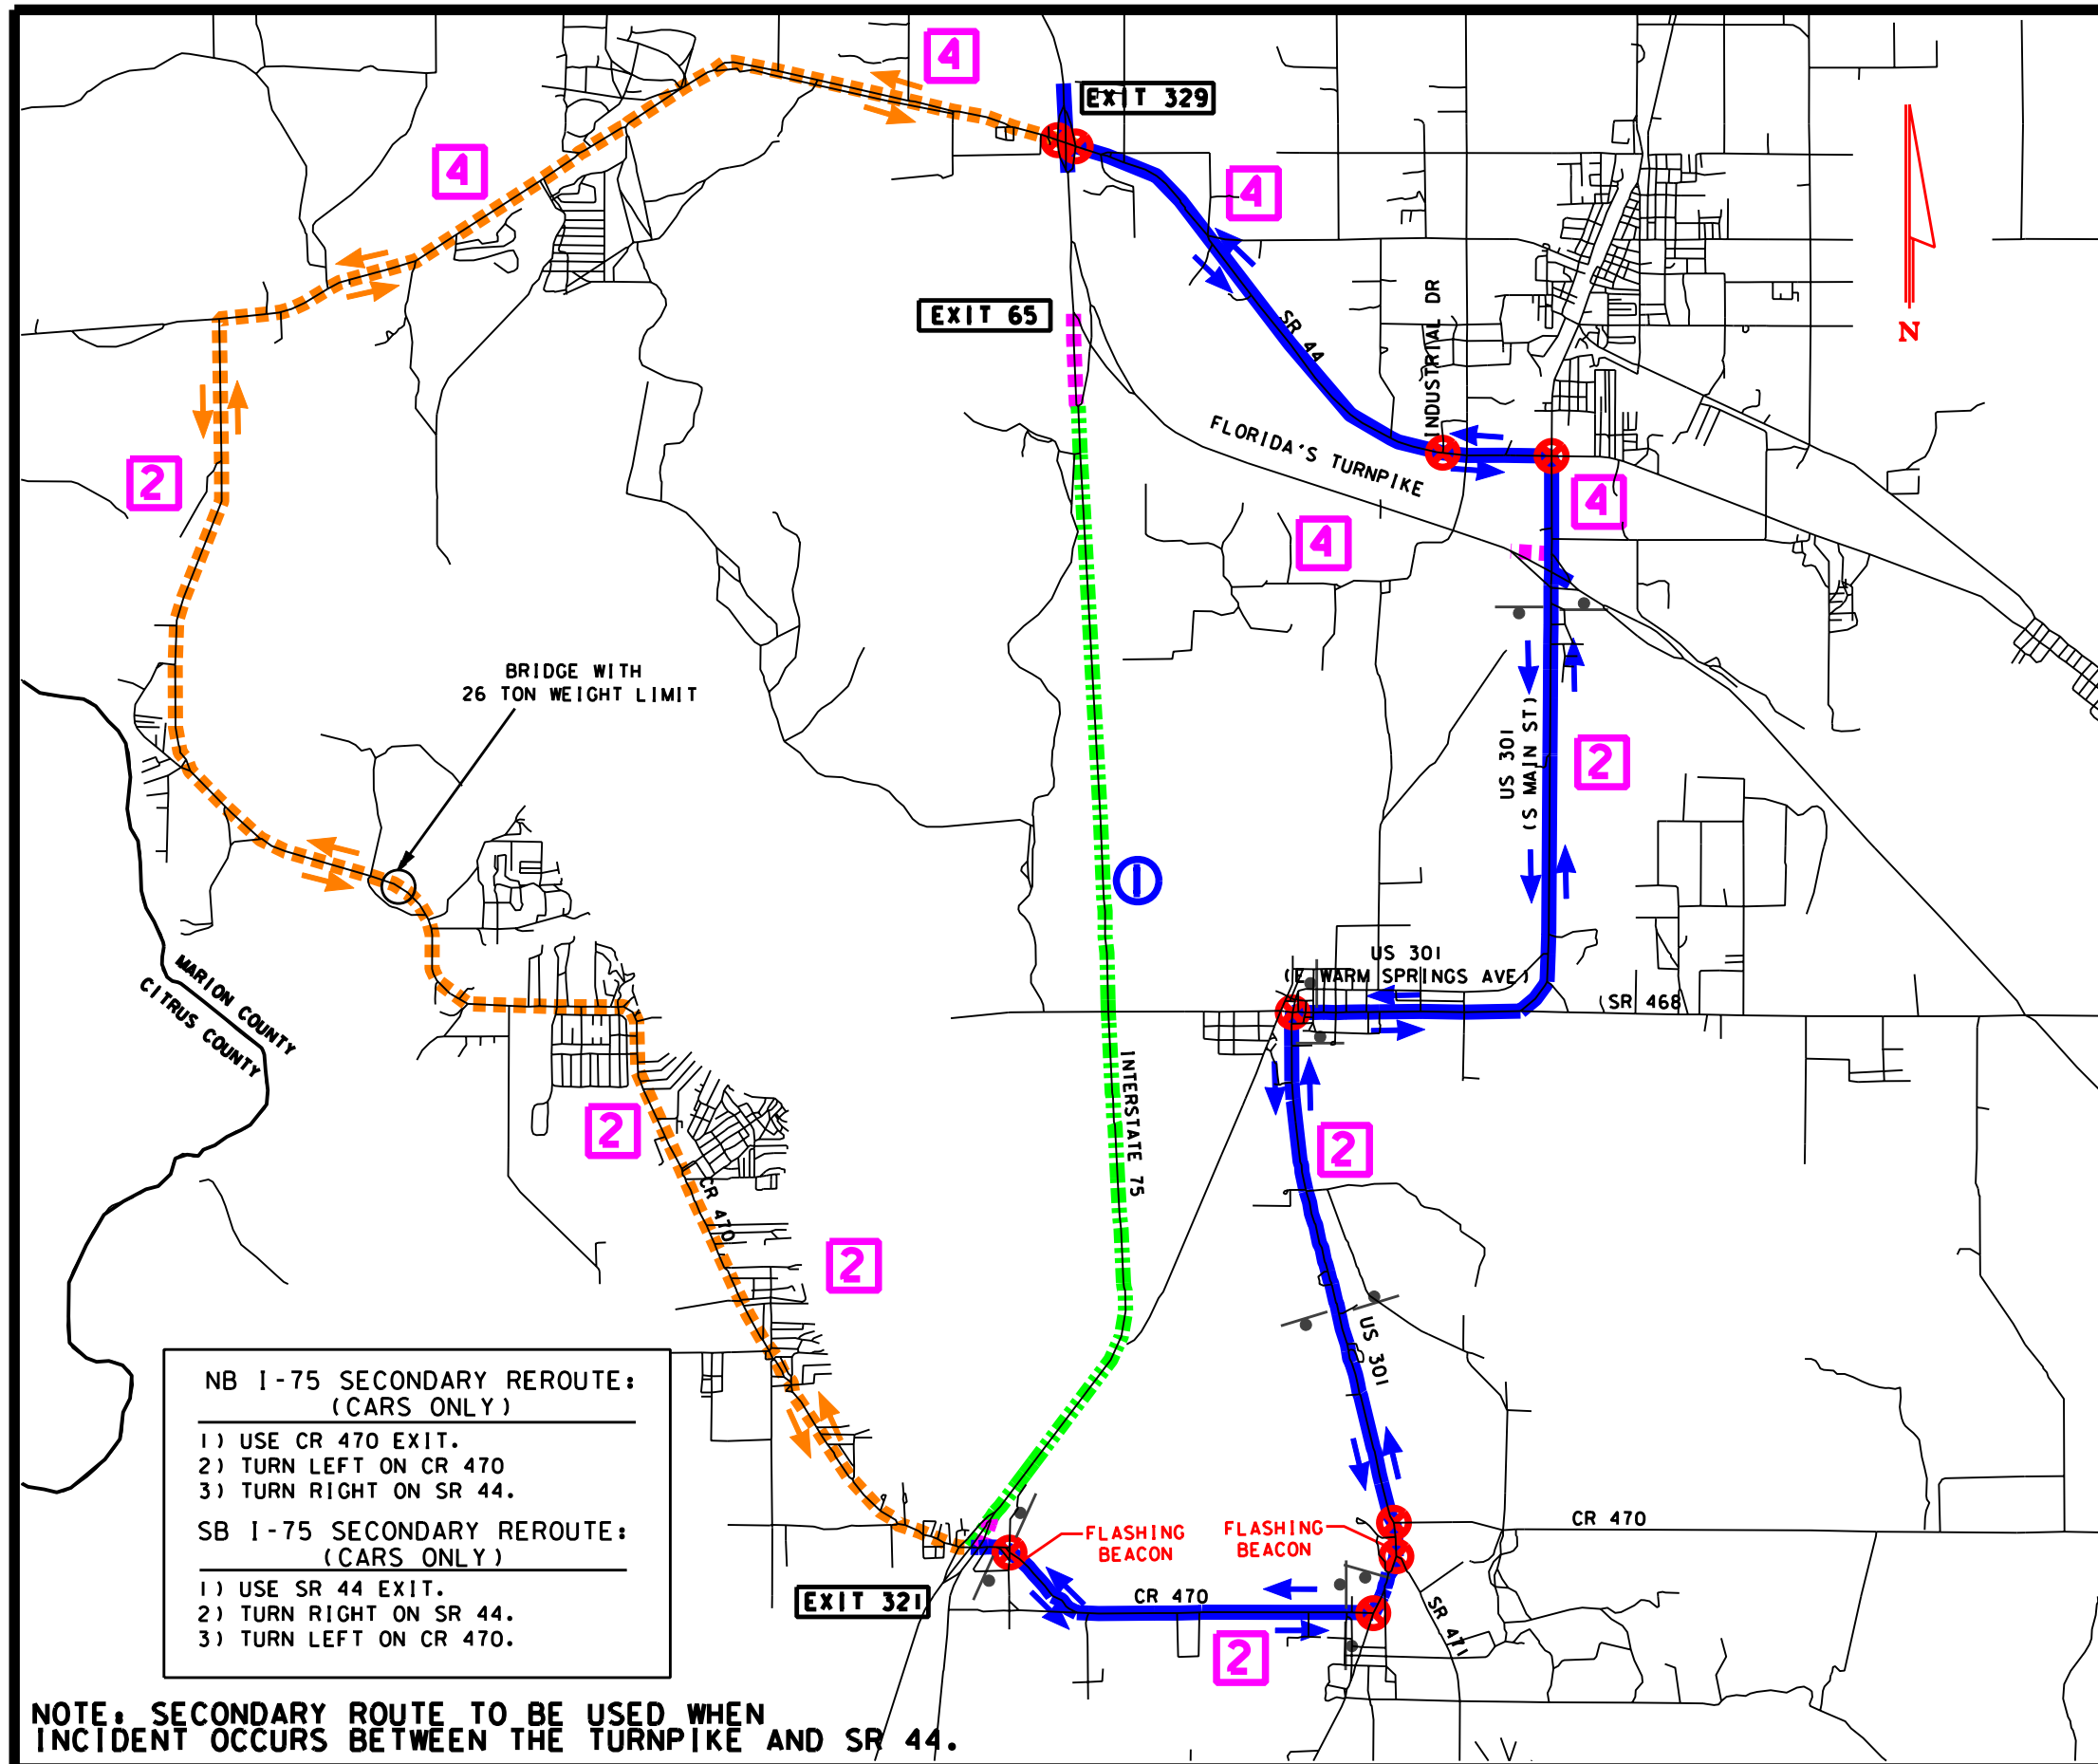 4
EXIT 329
4
4
EXIT 65
INDUSTRIAL DR
SR 44
N
FLORIDA'S TURNPIKE
2
4
4
BRIDGE WITH
26 TON WEIGHT LIMIT
US 301
(S MAIN ST)
2
1
US 301
(E WARM SPRINGS AVE)
SR 468
MARION COUNTY
CITRUS COUNTY
INTERSTATE 75
2
2
CR 470
2
US 301
NB I-75 SECONDARY REROUTE:
(CARS ONLY)
1) USE CR 470 EXIT.
2) TURN LEFT ON CR 470
3) TURN RIGHT ON SR 44.
SB I-75 SECONDARY REROUTE:
(CARS ONLY)
1) USE SR 44 EXIT.
2) TURN RIGHT ON SR 44.
3) TURN LEFT ON CR 470.
FLASHING
BEACON
FLASHING
BEACON
CR 470
EXIT 321
CR 470
SR 471
2
NOTE: SECONDARY ROUTE TO BE USED WHEN
INCIDENT OCCURS BETWEEN THE TURNPIKE AND SR 44.